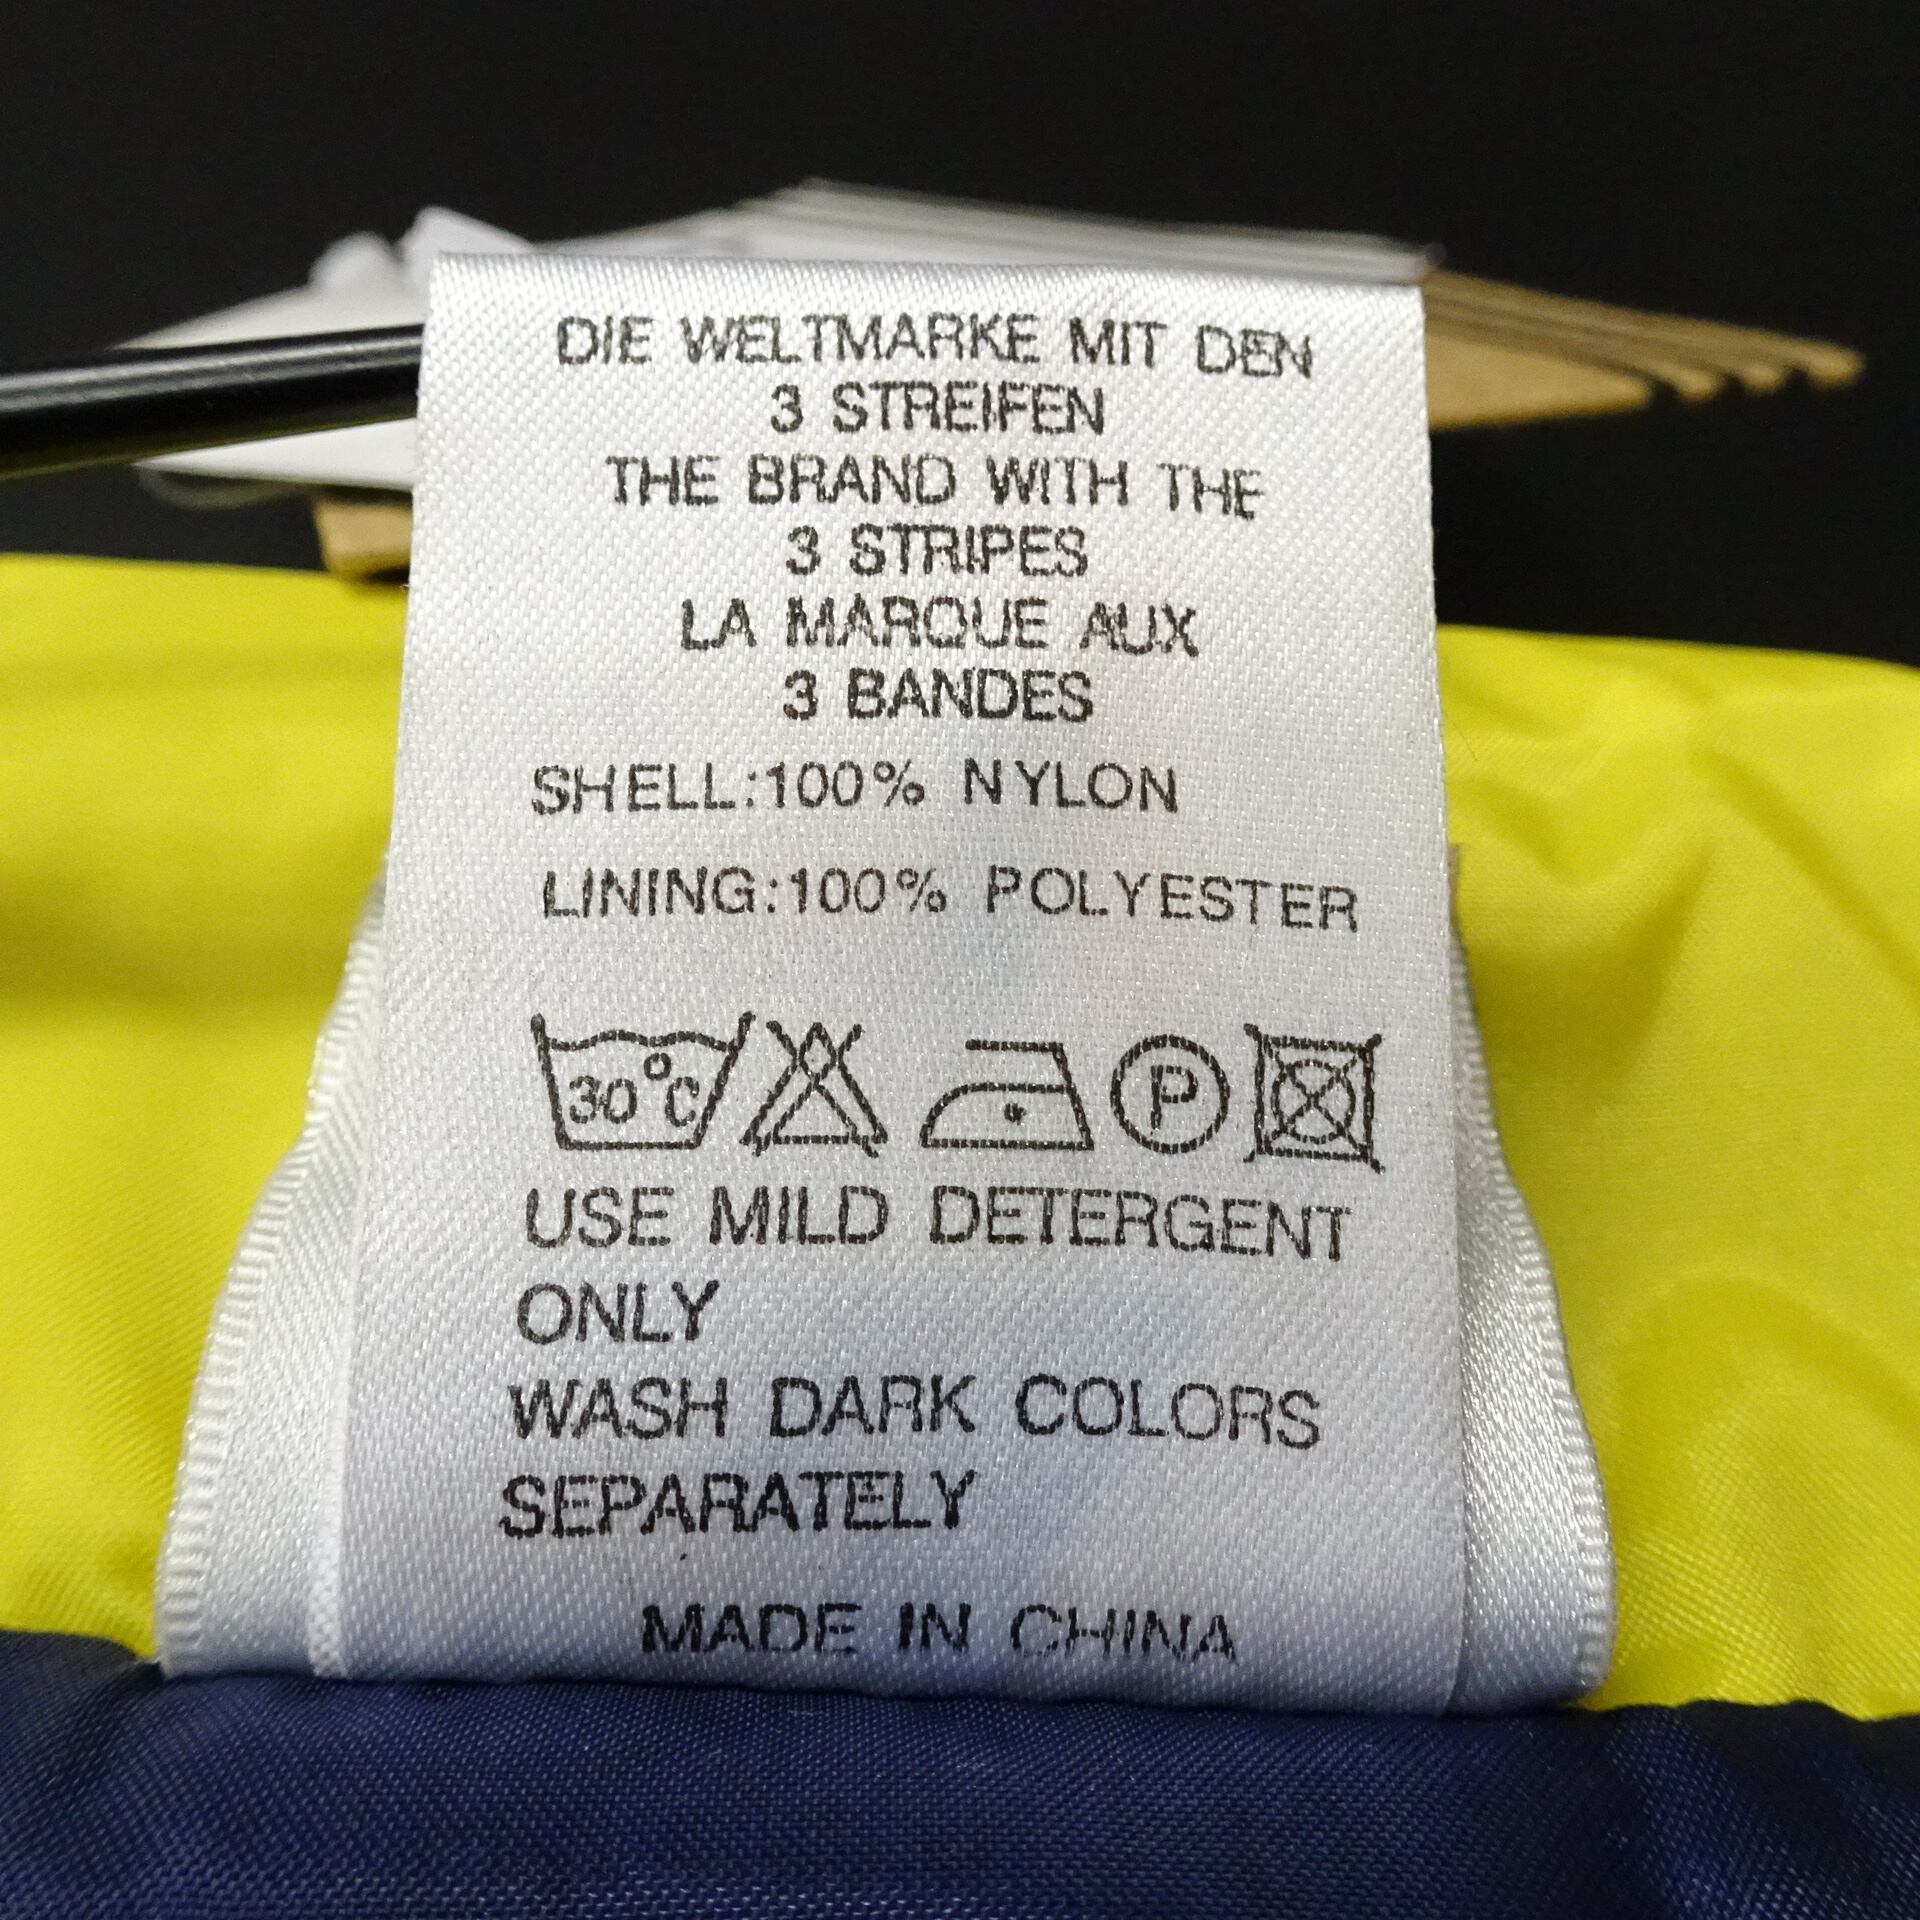 DIE WELTMARKE MIT DEN
3 STREIFEN
THE BRAND WITH THE
3 STRIPES
LA MARQUE AUX
3 BANDES
SHELL:100% NYLON
LINING:100% POLYESTER
30°C P
USE MILD DETERGENT
ONLY
WASH DARK COLORS
SEPARATELY
MADE IN CHINA